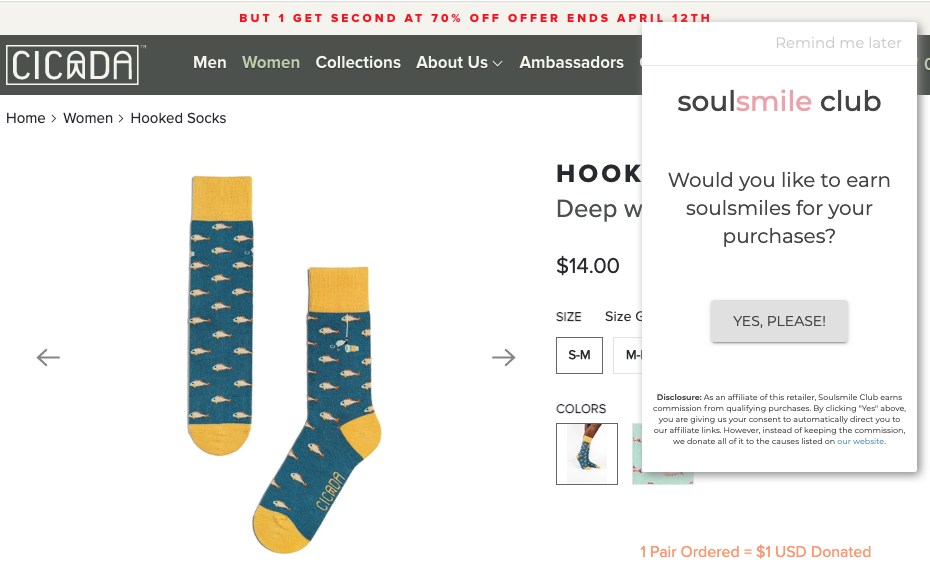 BUT 1 GET SECOND AT 70% OFF OFFER ENDS APRIL 12TH
CICADA™
Men Women Collections About Us Ambassadors
Remind me later
soulsmile club
Home > Women > Hooked Socks
HOOK
Deep w
Would you like to earn
soulsmiles for your
purchases?
$14.00
SIZE Size G
YES, PLEASE!
S-M M-
COLORS
Disclosure: As an affiliate of this retailer, Soulsmile Club earns
commission from qualifying purchases. By clicking "Yes" above,
you are giving us your consent to automatically direct you to
our affiliate links. However, instead of keeping the commission,
we donate all of it to the causes listed on our website.
CICADA
1 Pair Ordered = $1 USD Donated